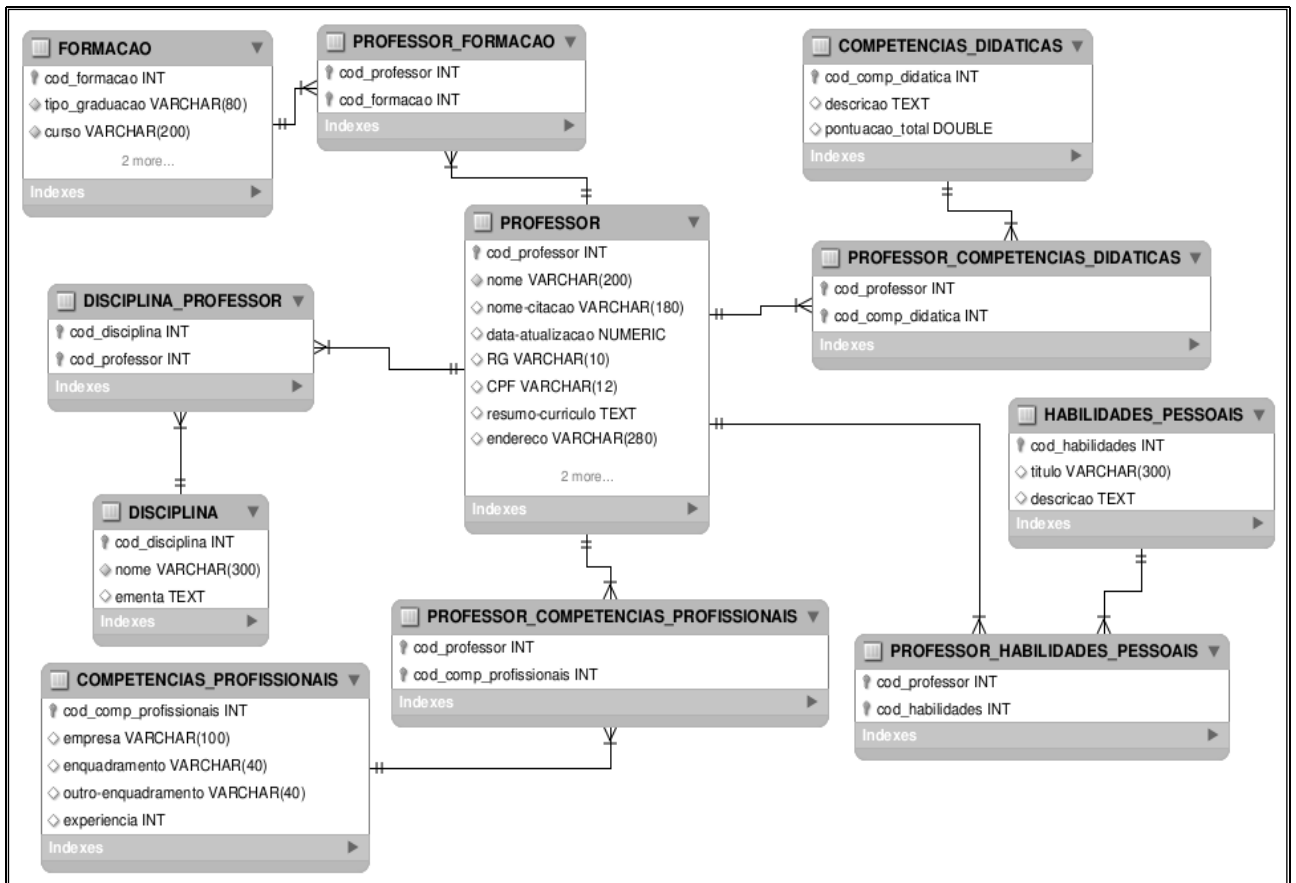 FORMACAO
cod_formacao INT
tipo_graduacao VARCHAR(80)
curso VARCHAR(200)
2 more...
Indexes
PROFESSOR_FORMACAO
cod_professor INT
cod_formacao INT
Indexes
COMPETENCIAS_DIDATICAS
cod_comp_didatica INT
descricao TEXT
pontuacao_total DOUBLE
Indexes
PROFESSOR
cod_professor INT
nome VARCHAR(200)
nome-citacao VARCHAR(180)
data-atualizacao NUMERIC
RG VARCHAR(10)
CPF VARCHAR(12)
resumo-curriculo TEXT
endereco VARCHAR(280)
2 more...
Indexes
PROFESSOR_COMPETENCIAS_DIDATICAS
cod_professor INT
cod_comp_didatica INT
Indexes
DISCIPLINA_PROFESSOR
cod_disciplina INT
cod_professor INT
Indexes
HABILIDADES_PESSOAIS
cod_habilidades INT
titulo VARCHAR(300)
descricao TEXT
Indexes
DISCIPLINA
cod_disciplina INT
nome VARCHAR(300)
ementa TEXT
Indexes
PROFESSOR_COMPETENCIAS_PROFISSIONAIS
cod_professor INT
cod_comp_profissionais INT
Indexes
PROFESSOR_HABILIDADES_PESSOAIS
cod_professor INT
cod_habilidades INT
Indexes
COMPETENCIAS_PROFISSIONAIS
cod_comp_profissionais INT
empresa VARCHAR(100)
enquadramento VARCHAR(40)
outro-enquadramento VARCHAR(40)
experiencia INT
Indexes